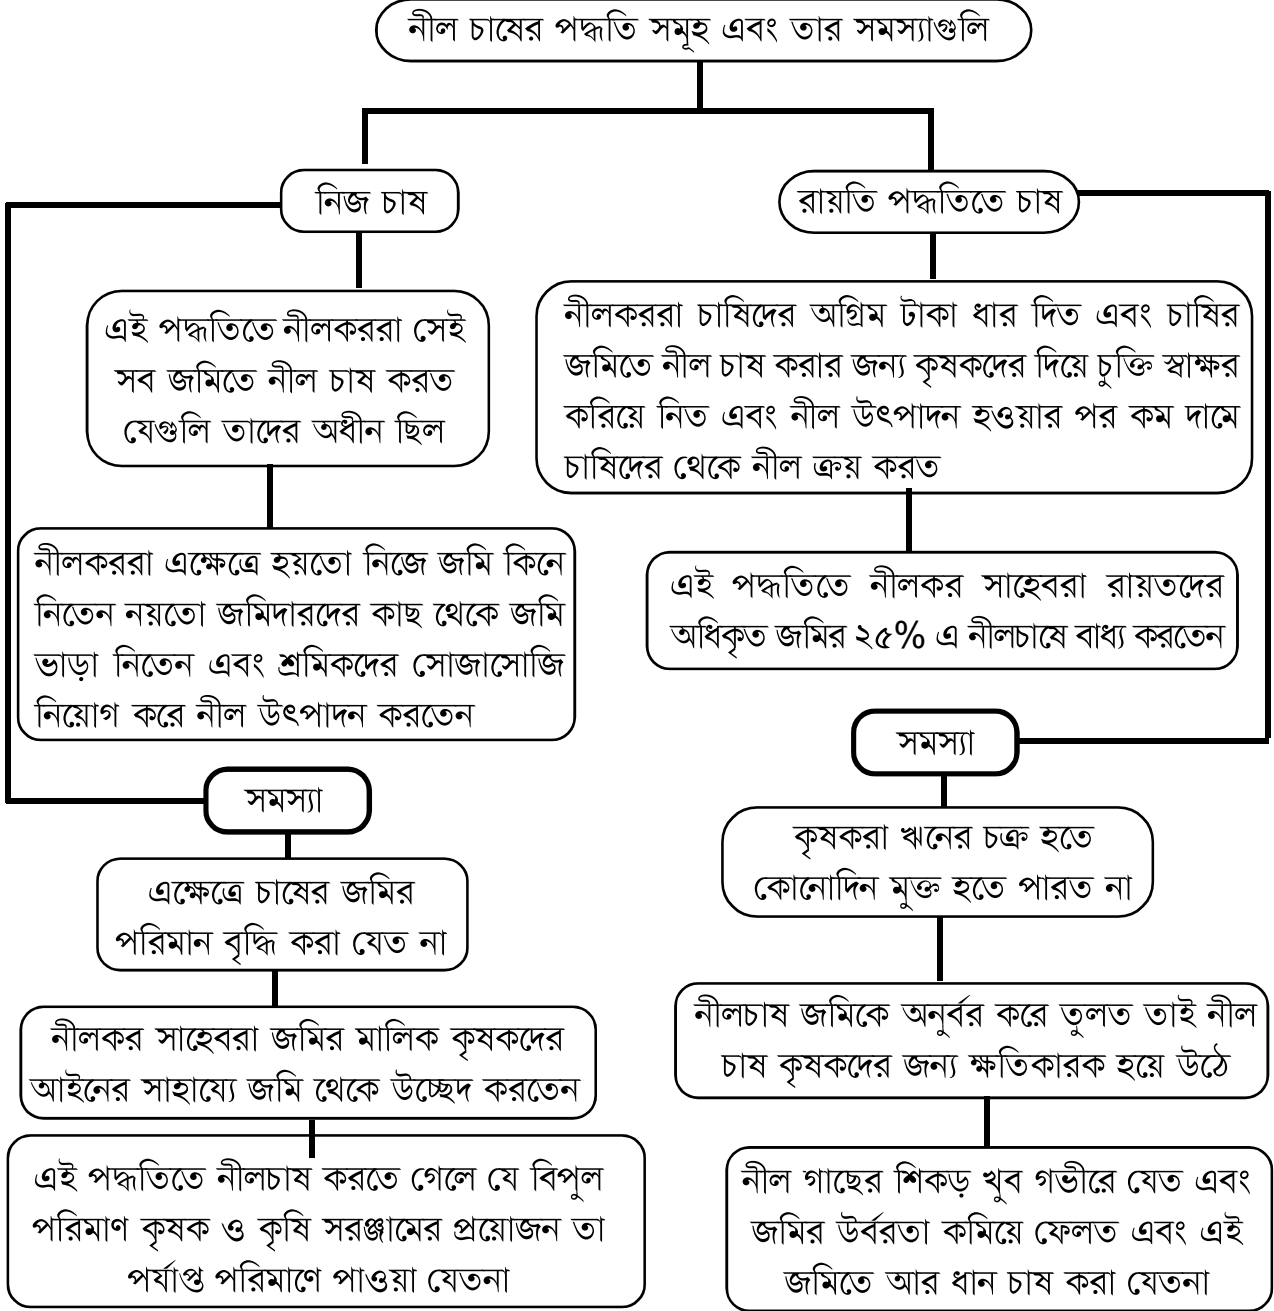 নীল চাষের পদ্ধতি সমূহ এবং তার সমস্যাগুলি
নিজ চাষ
এই পদ্ধতিতে নীলকররা সেই
সব জমিতে নীল চাষ করত
যেগুলি তাদের অধীন ছিল
নীলকররা এক্ষেত্রে হয়তো নিজে জমি কিনে
নিতেন নয়তো জমিদারদের কাছ থেকে জমি
ভাড়া নিতেন এবং শ্রমিকদের সোজাসোজি
নিয়োগ করে নীল উৎপাদন করতেন
সমস্যা
এক্ষেত্রে চাষের জমির
পরিমান বৃদ্ধি করা যেত না
নীলকর সাহেবরা জমির মালিক কৃষকদের
আইনের সাহায্যে জমি থেকে উচ্ছেদ করতেন
এই পদ্ধতিতে নীলচাষ করতে গেলে যে বিপুল
পরিমাণ কৃষক ও কৃষি সরঞ্জামের প্রয়োজন তা
পর্যাপ্ত পরিমাণে পাওয়া যেতনা
রায়তি পদ্ধতিতে চাষ
নীলকররা চাষিদের অগ্রিম টাকা ধার দিত এবং চাষির
জমিতে নীল চাষ করার জন্য কৃষকদের দিয়ে চুক্তি স্বাক্ষর
করিয়ে নিত এবং নীল উৎপাদন হওয়ার পর কম দামে
চাষিদের থেকে নীল ক্রয় করত
এই পদ্ধতিতে নীলকর সাহেবরা রায়তদের
অধিকৃত জমির ২৫% এ নীলচাষে বাধ্য করতেন
সমস্যা
কৃষকরা ঋনের চক্র হতে
কোনোদিন মুক্ত হতে পারত না
নীলচাষ জমিকে অনুর্বর করে তুলত তাই নীল
চাষ কৃষকদের জন্য ক্ষতিকারক হয়ে উঠে
নীল গাছের শিকড় খুব গভীরে যেত এবং
জমির উর্বরতা কমিয়ে ফেলত এবং এই
জমিতে আর ধান চাষ করা যেতনা